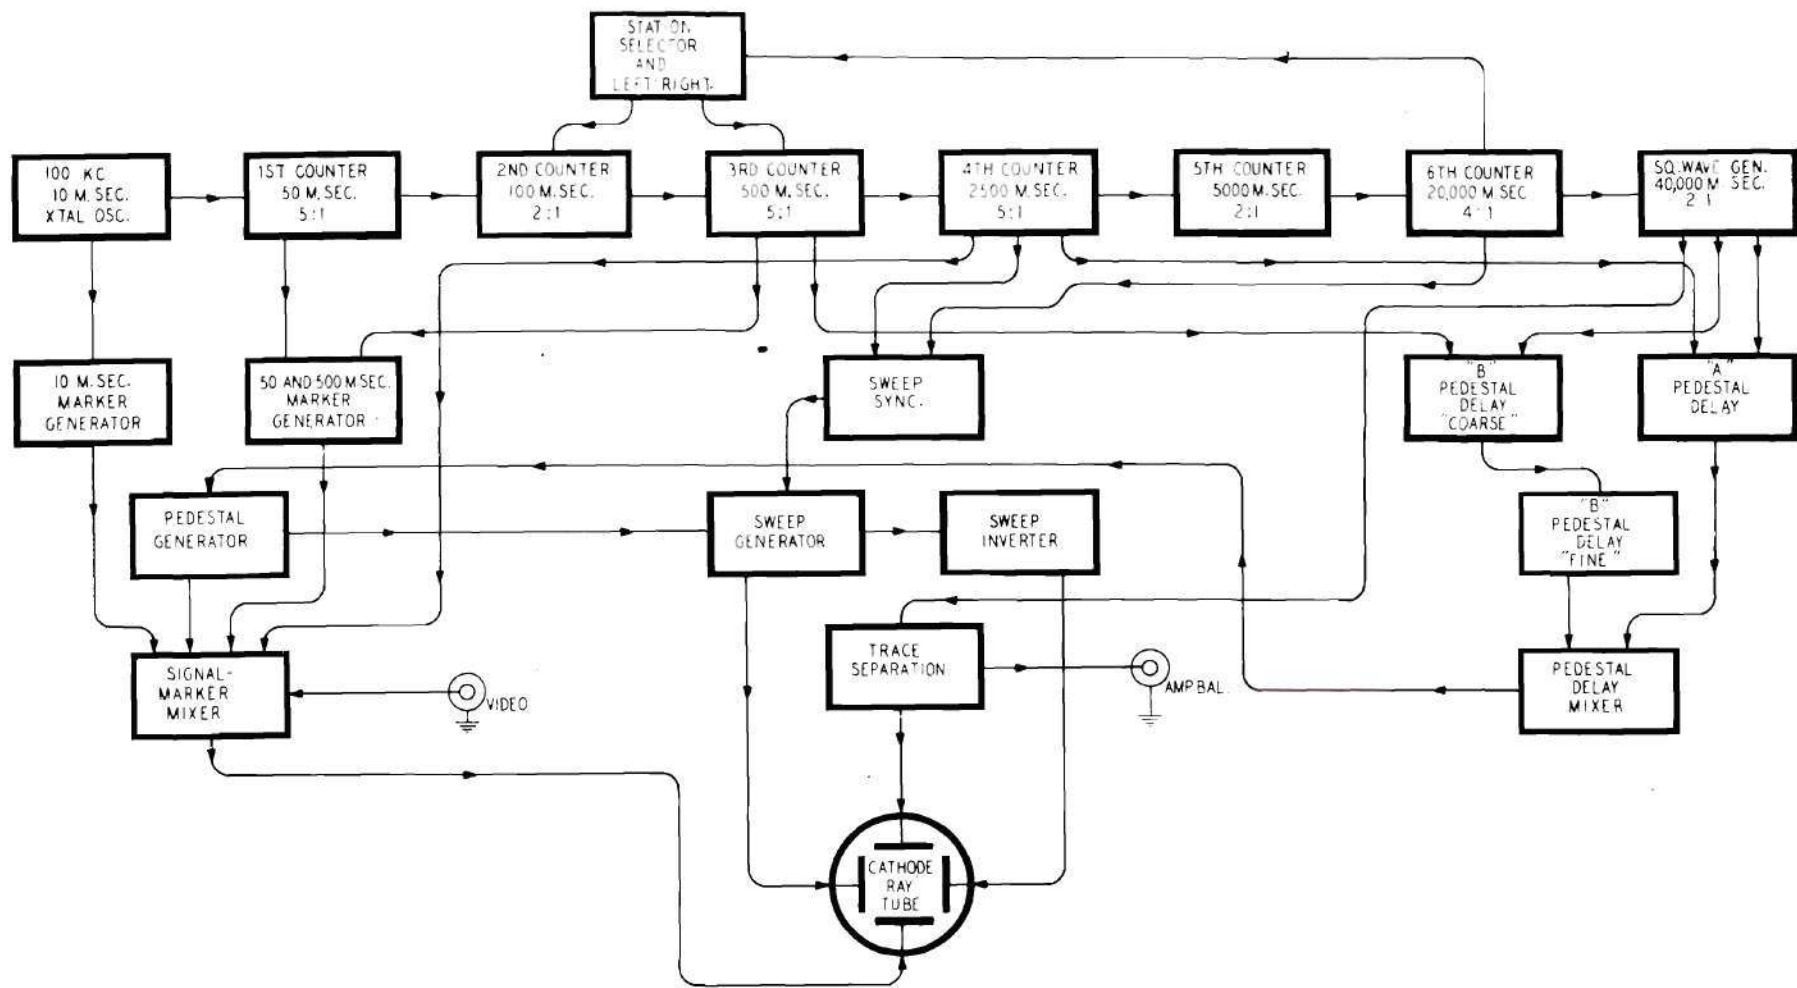 STATION
SELECTOR
AND
LEFT RIGHT
100 KC
10 M. SEC.
XTAL OSC.
1ST COUNTER
50 M. SEC.
5:1
2ND COUNTER
100 M. SEC.
2:1
3RD COUNTER
500 M. SEC.
5:1
4TH COUNTER
2500 M. SEC.
5:1
5TH COUNTER
5000 M. SEC.
2:1
6TH COUNTER
20,000 M. SEC
4:1
SQ. WAVE GEN.
40,000 M SEC.
2 1
10 M. SEC.
MARKER
GENERATOR
50 AND 500 M SEC.
MARKER
GENERATOR
SWEEP
SYNC.
"B"
PEDESTAL
DELAY
"COARSE"
"A"
PEDESTAL
DELAY
PEDESTAL
GENERATOR
SWEEP
GENERATOR
SWEEP
INVERTER
"B"
PEDESTAL
DELAY
"FINE"
SIGNAL-
MARKER
MIXER
VIDEO
TRACE
SEPARATION
AMP BAL.
PEDESTAL
DELAY
MIXER
CATHODE
RAY
TUBE